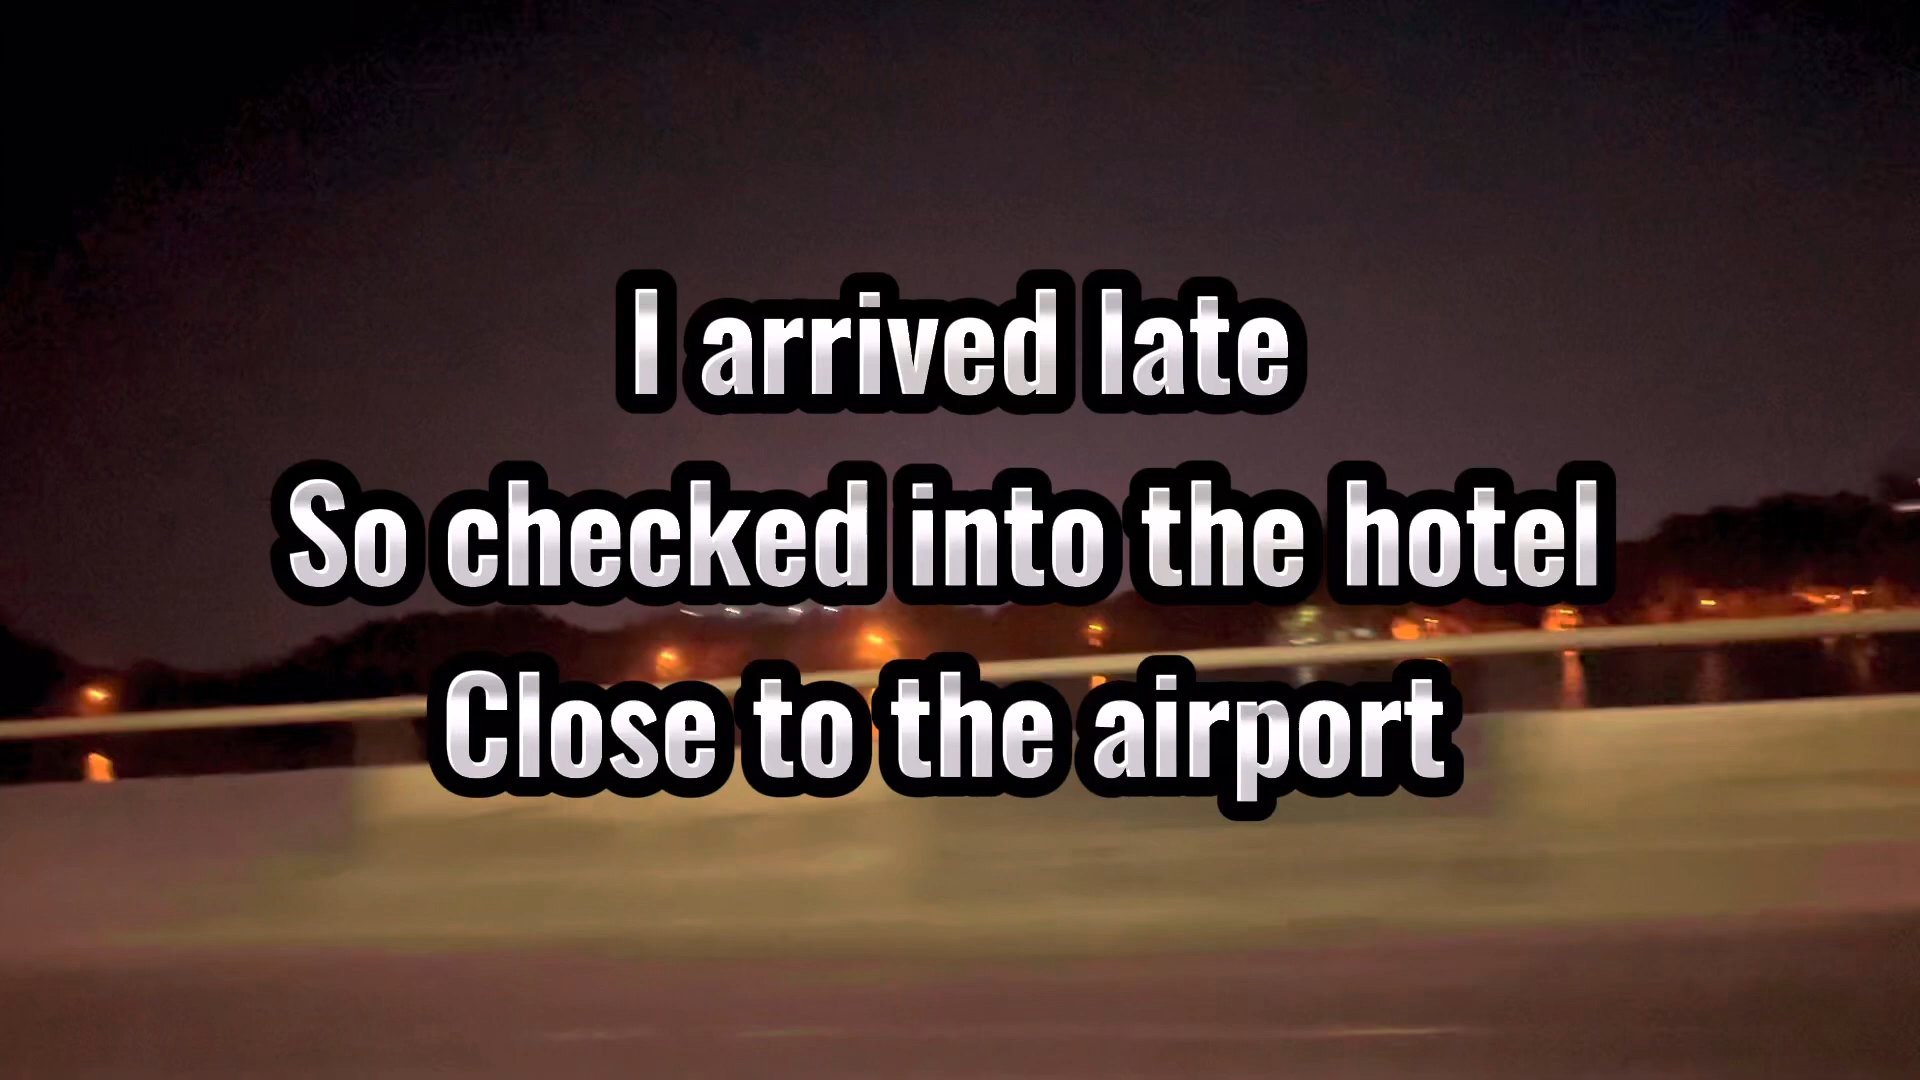 I arrived late
So checked into the hotel
Close to the airport